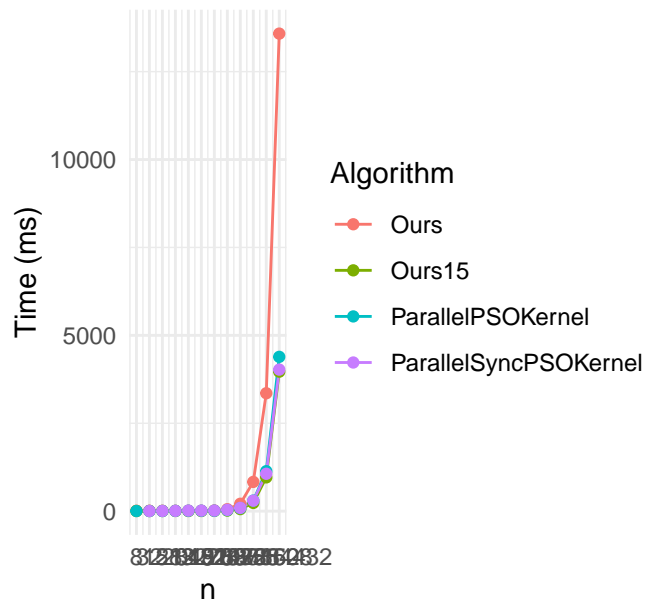 10000
5000
0
Time (ms)
n
Algorithm
Ours
Ours15
ParallelPSOKernel
ParallelSyncPSOKernel